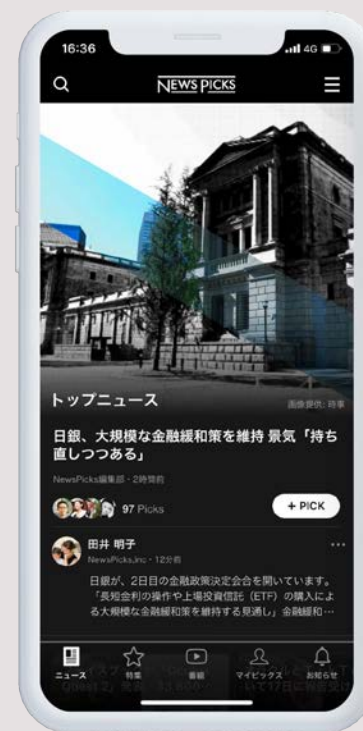 16:36
4G
NEWS PICKS
トップニュース
画像提供: 時事
日銀、大規模な金融緩和策を維持 景気「持ち
直しつつある」
NewsPicks編集部・2時間前
97 Picks
+ PICK
田井 明子
NewsPicks,inc・12分前
日銀が、2日目の金融政策決定会合を開いています。
「長短金利の操作や上場投資信託（ETF）の購入によ
る大規模な金融緩和策を維持する見通し」金融緩和…
ニュース
特集
番組
マイピックス
お知らせ